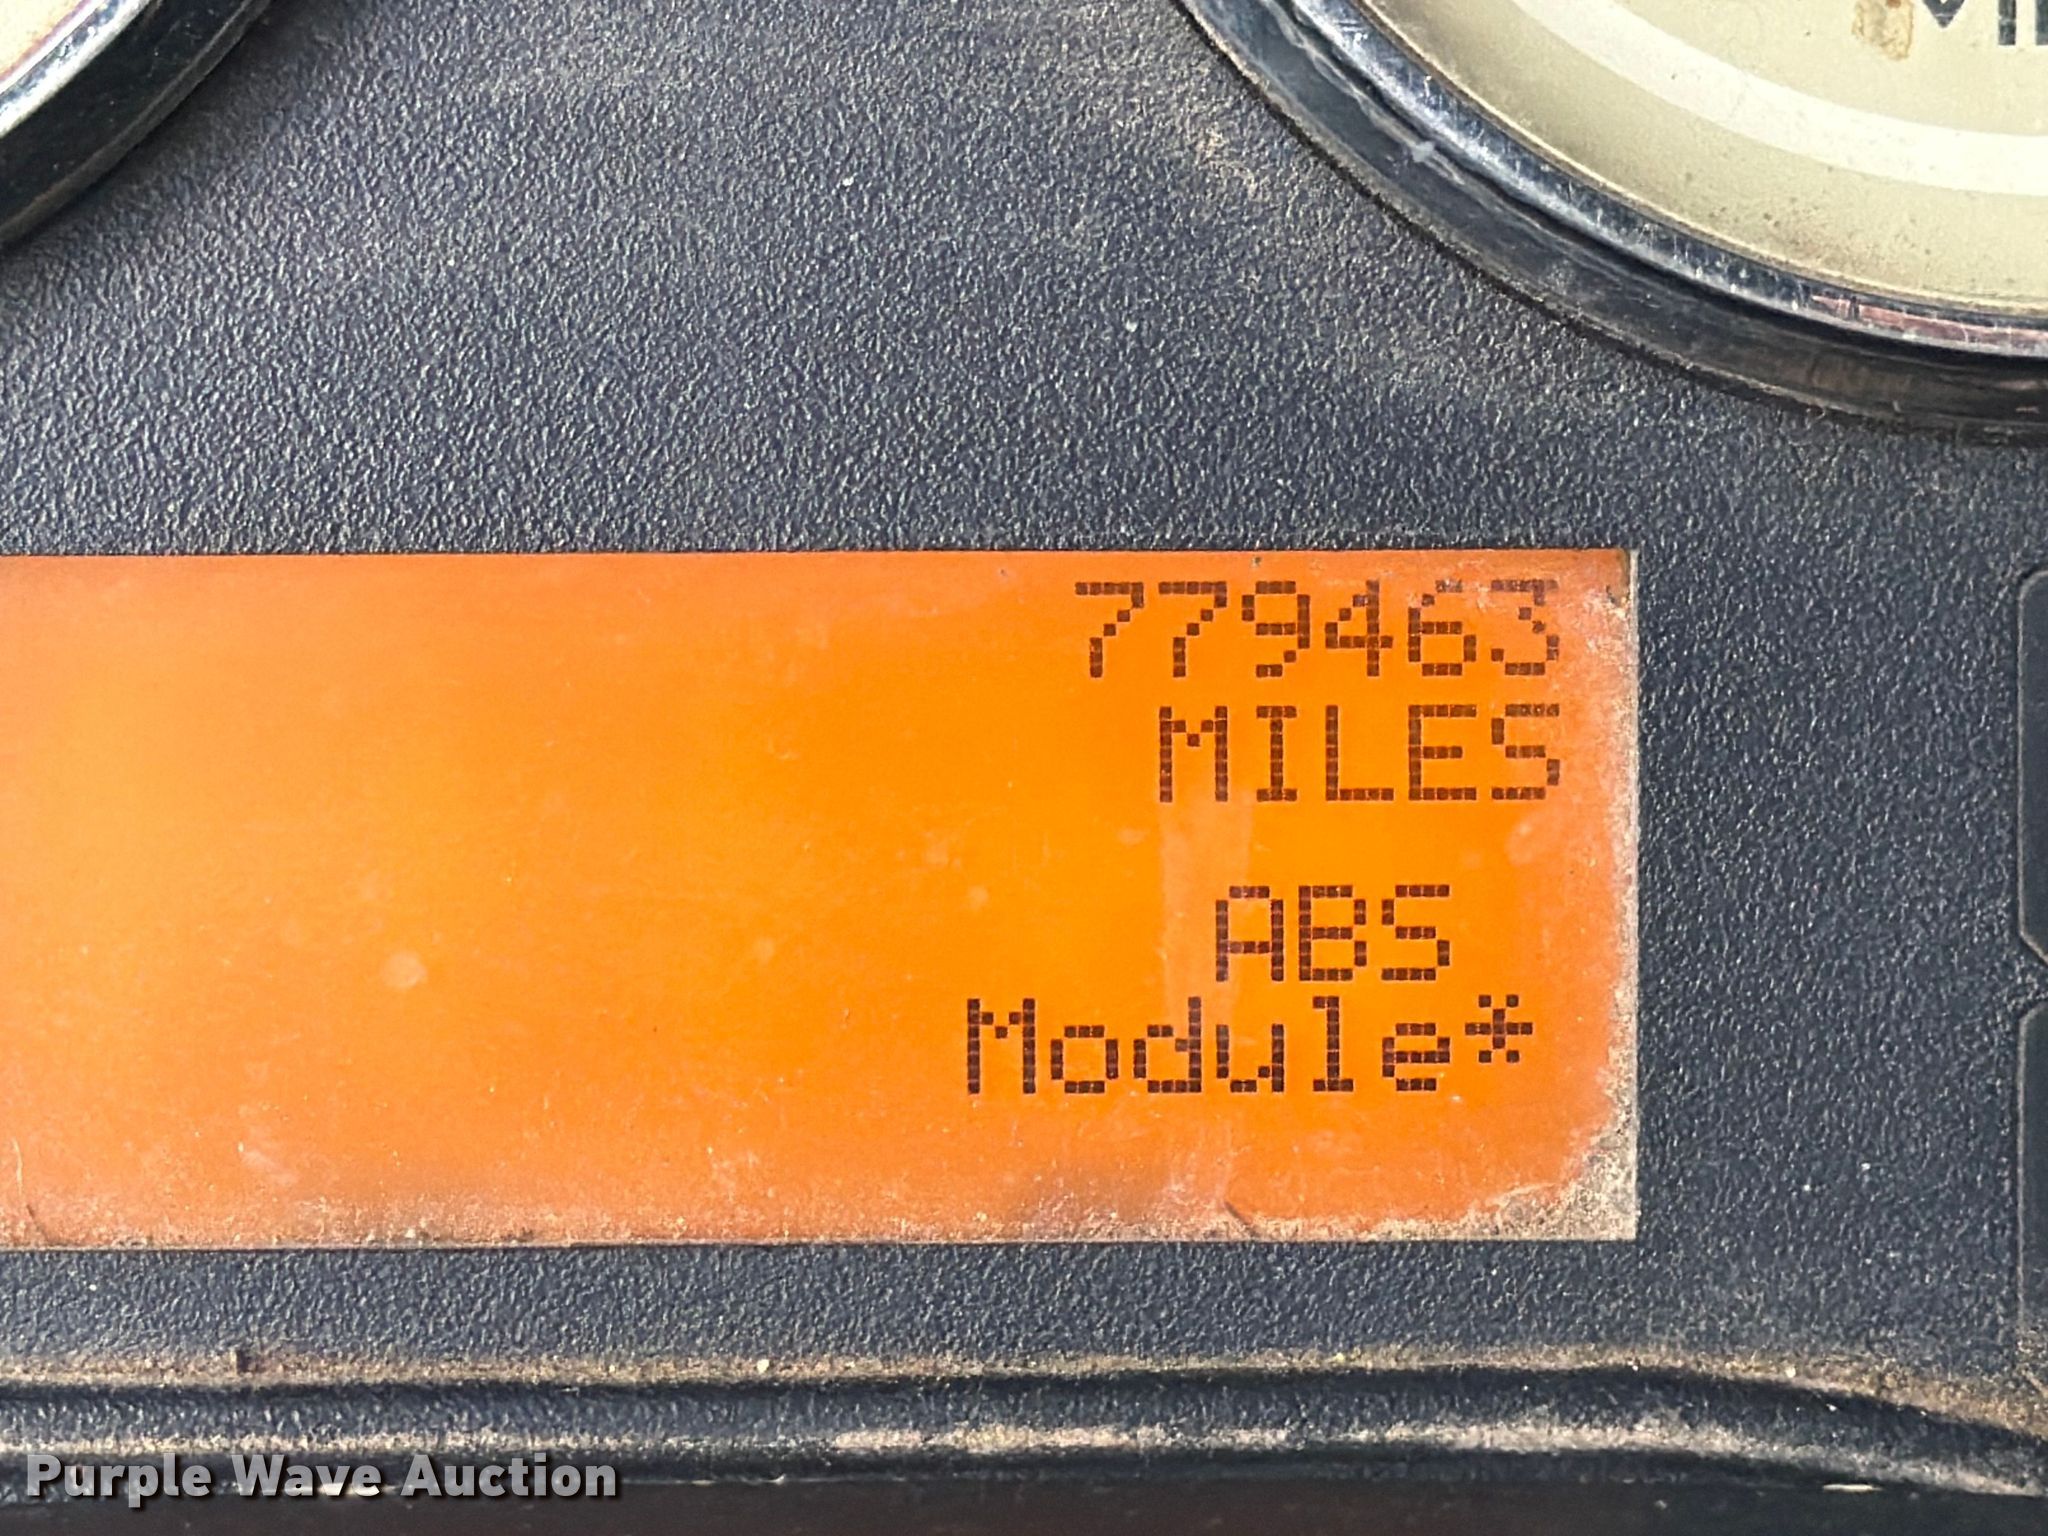 779463
MILES
ABS
Module*
Purple Wave Auction